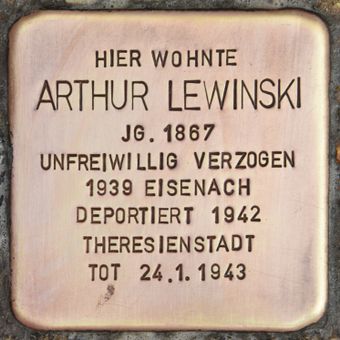 HIER WOHNTE
ARTHUR LEWINSKI
JG. 1867
UNFREIWILLIG VERZOGEN
1939 EISENACH
DEPORTIERT 1942
THERESIENSTADT
TOT 24.1.1943